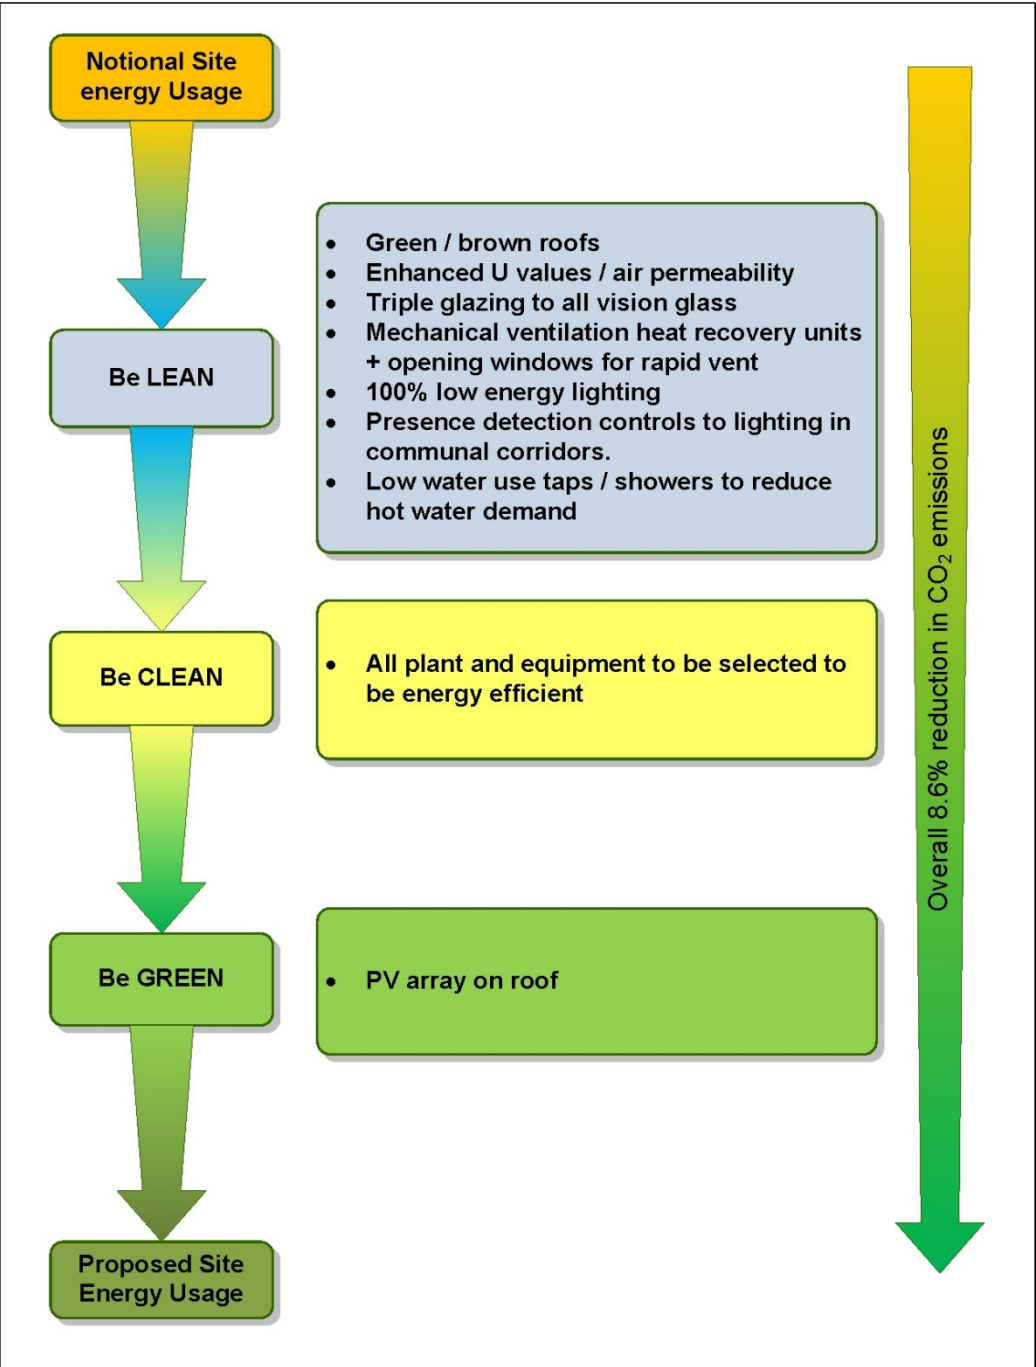 Notional Site
energy Usage
• Green / brown roofs
• Enhanced U values / air permeability
• Triple glazing to all vision glass
• Mechanical ventilation heat recovery units
+ opening windows for rapid vent
• 100% low energy lighting
• Presence detection controls to lighting in
communal corridors.
• Low water use taps / showers to reduce
hot water demand
Be LEAN
Be CLEAN
• All plant and equipment to be selected to
be energy efficient
Be GREEN
• PV array on roof
Proposed Site
Energy Usage
Overall 8.6% reduction in CO₂ emissions